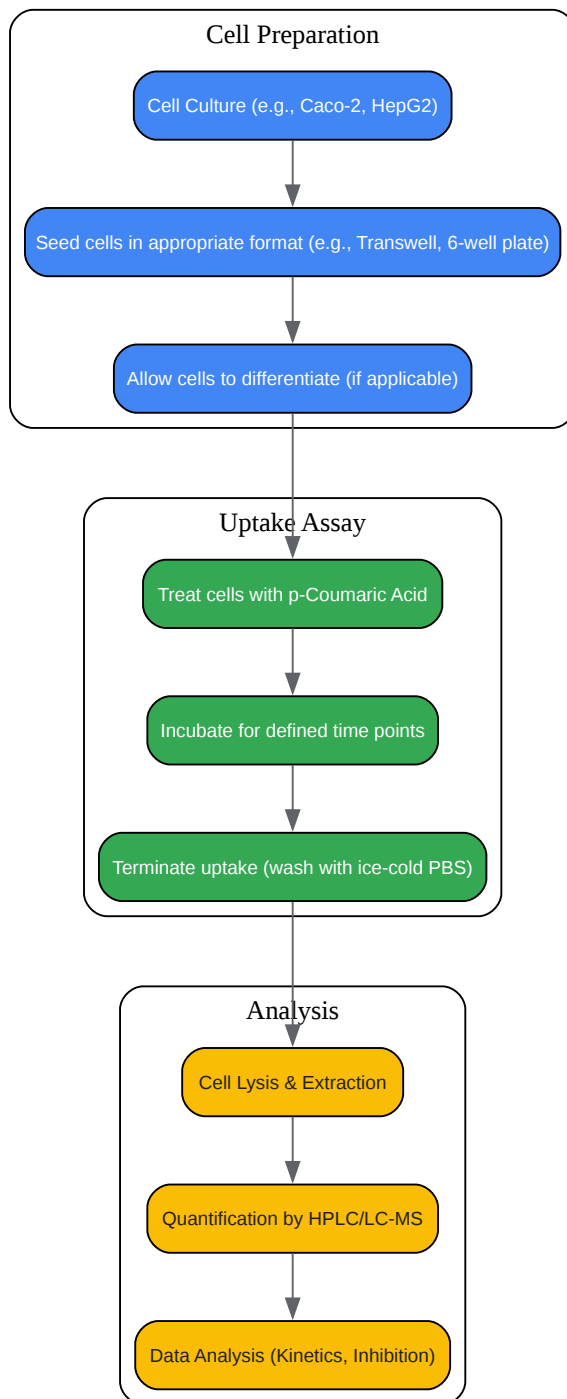 Cell Preparation
Cell Culture (e.g., Caco-2, HepG2)
Seed cells in appropriate format (e.g., Transwell, 6-well plate)
Allow cells to differentiate (if applicable)
Uptake Assay
Treat cells with p-Coumaric Acid
Incubate for defined time points
Terminate uptake (wash with ice-cold PBS)
Analysis
Cell Lysis & Extraction
Quantification by HPLC/LC-MS
Data Analysis (Kinetics, Inhibition)